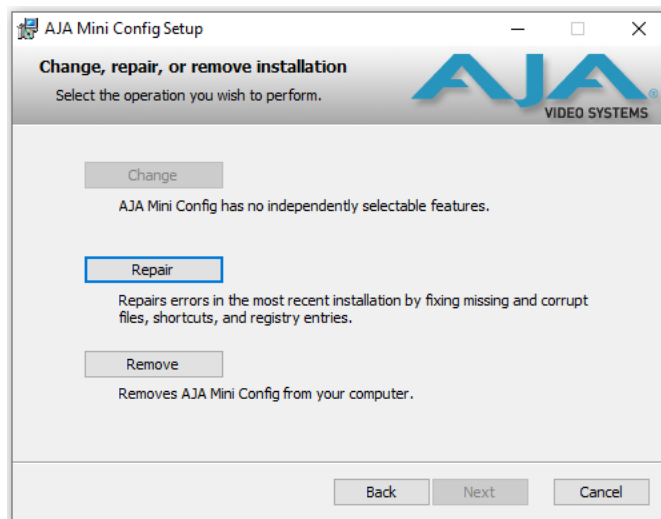 AJA Mini Config Setup
Change, repair, or remove installation
Select the operation you wish to perform.
AJA®
VIDEO SYSTEMS
Change
AJA Mini Config has no independently selectable features.
Repair
Repairs errors in the most recent installation by fixing missing and corrupt
files, shortcuts, and registry entries.
Remove
Removes AJA Mini Config from your computer.
Back Next Cancel